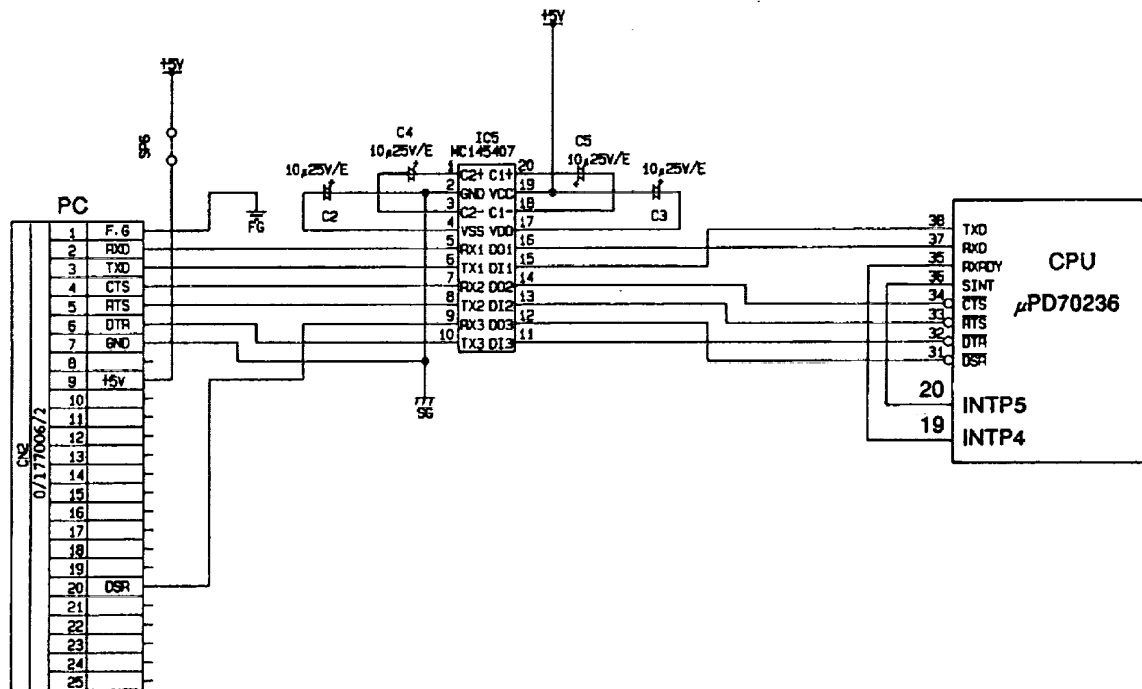 +5V
+5V
SP6
C4
10μ25V/E
10μ25V/E
C2
FG
IC5
MC145407
1 C2+ C1+ 20
2 GND VCC 19
3 C2- C1- 18
4 VSS VDD 17
5 RX1 DO1 16
6 TX1 DI1 15
7 RX2 DO2 14
8 TX2 DI2 13
9 RX3 DO3 12
10 TX3 DI3 11
C5
10μ25V/E
10μ25V/E
C3
SG
PC
1 F.G
2 RXD
3 TXD
4 CTS
5 RTS
6 DTR
7 GND
8
9 +5V
10
11
12
13
14
15
16
17
18
19
20 DSR
21
22
23
24
25
CN2
0/177006/2
38 TXD
37 RXD
35 RXRDY
36 SINT
34 CTS
33 RTS
32 DTR
31 DSR
20 INTP5
19 INTP4
CPU
μPD70236